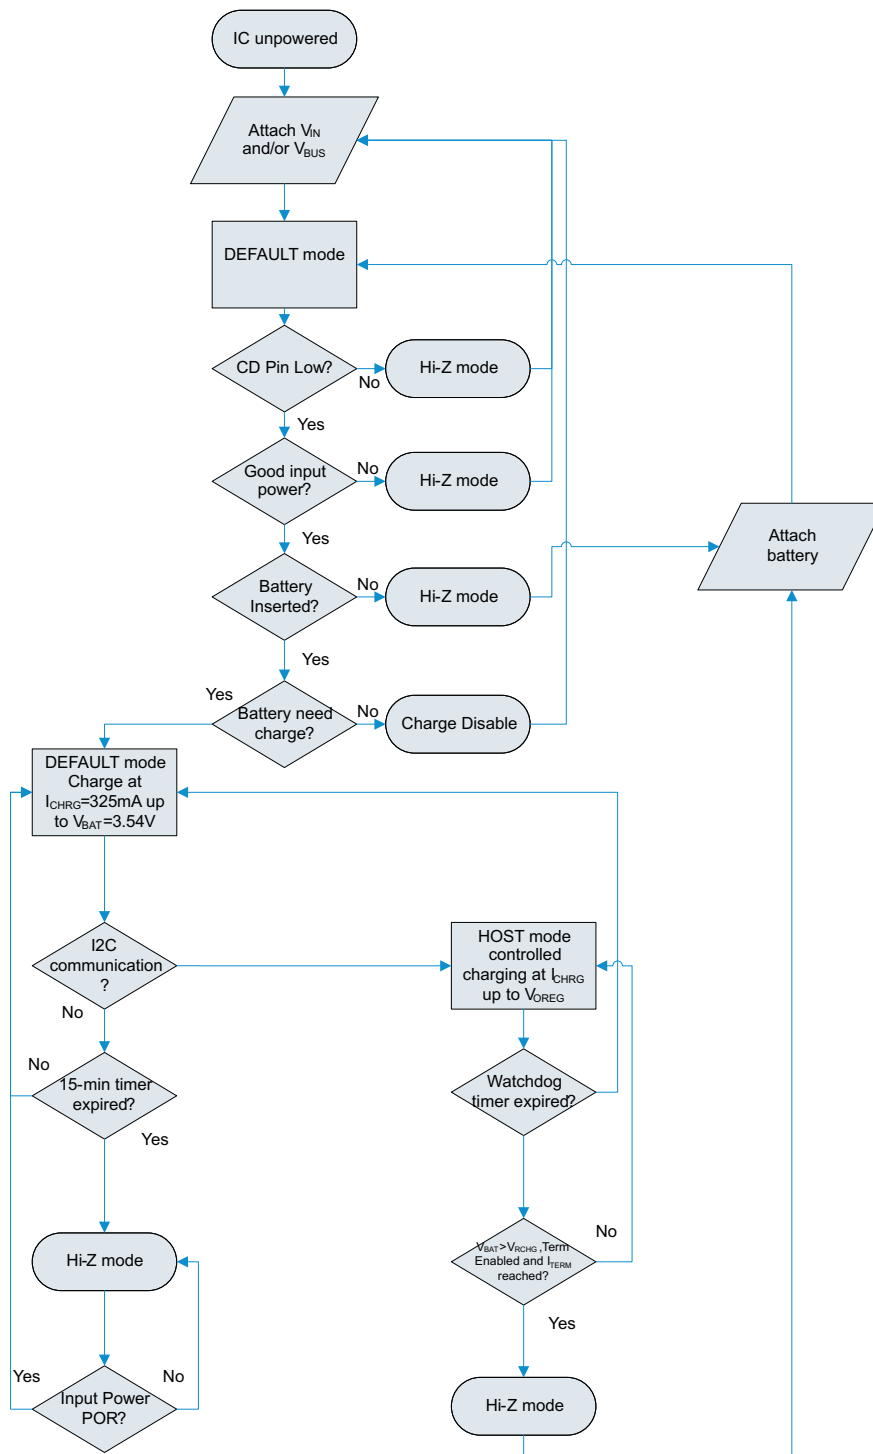 IC unpowered
Attach VIN
and/or VBUS
DEFAULT mode
CD Pin Low?
No
Hi-Z mode
Yes
Good input
power?
No
Hi-Z mode
Yes
Attach
battery
Battery
Inserted?
No
Hi-Z mode
Yes
Yes
Battery need
charge?
No
Charge Disable
DEFAULT mode
Charge at
ICHRG=325mA up
to VBAT=3.54V
I2C
communication
?
No
HOST mode
controlled
charging at ICHRG
up to VOREG
No
15-min timer
expired?
Yes
Watchdog
timer expired?
VBAT>VRCHG,Term
Enabled and ITERM
reached?
No
Yes
Hi-Z mode
Yes
No
Input Power
POR?
Hi-Z mode